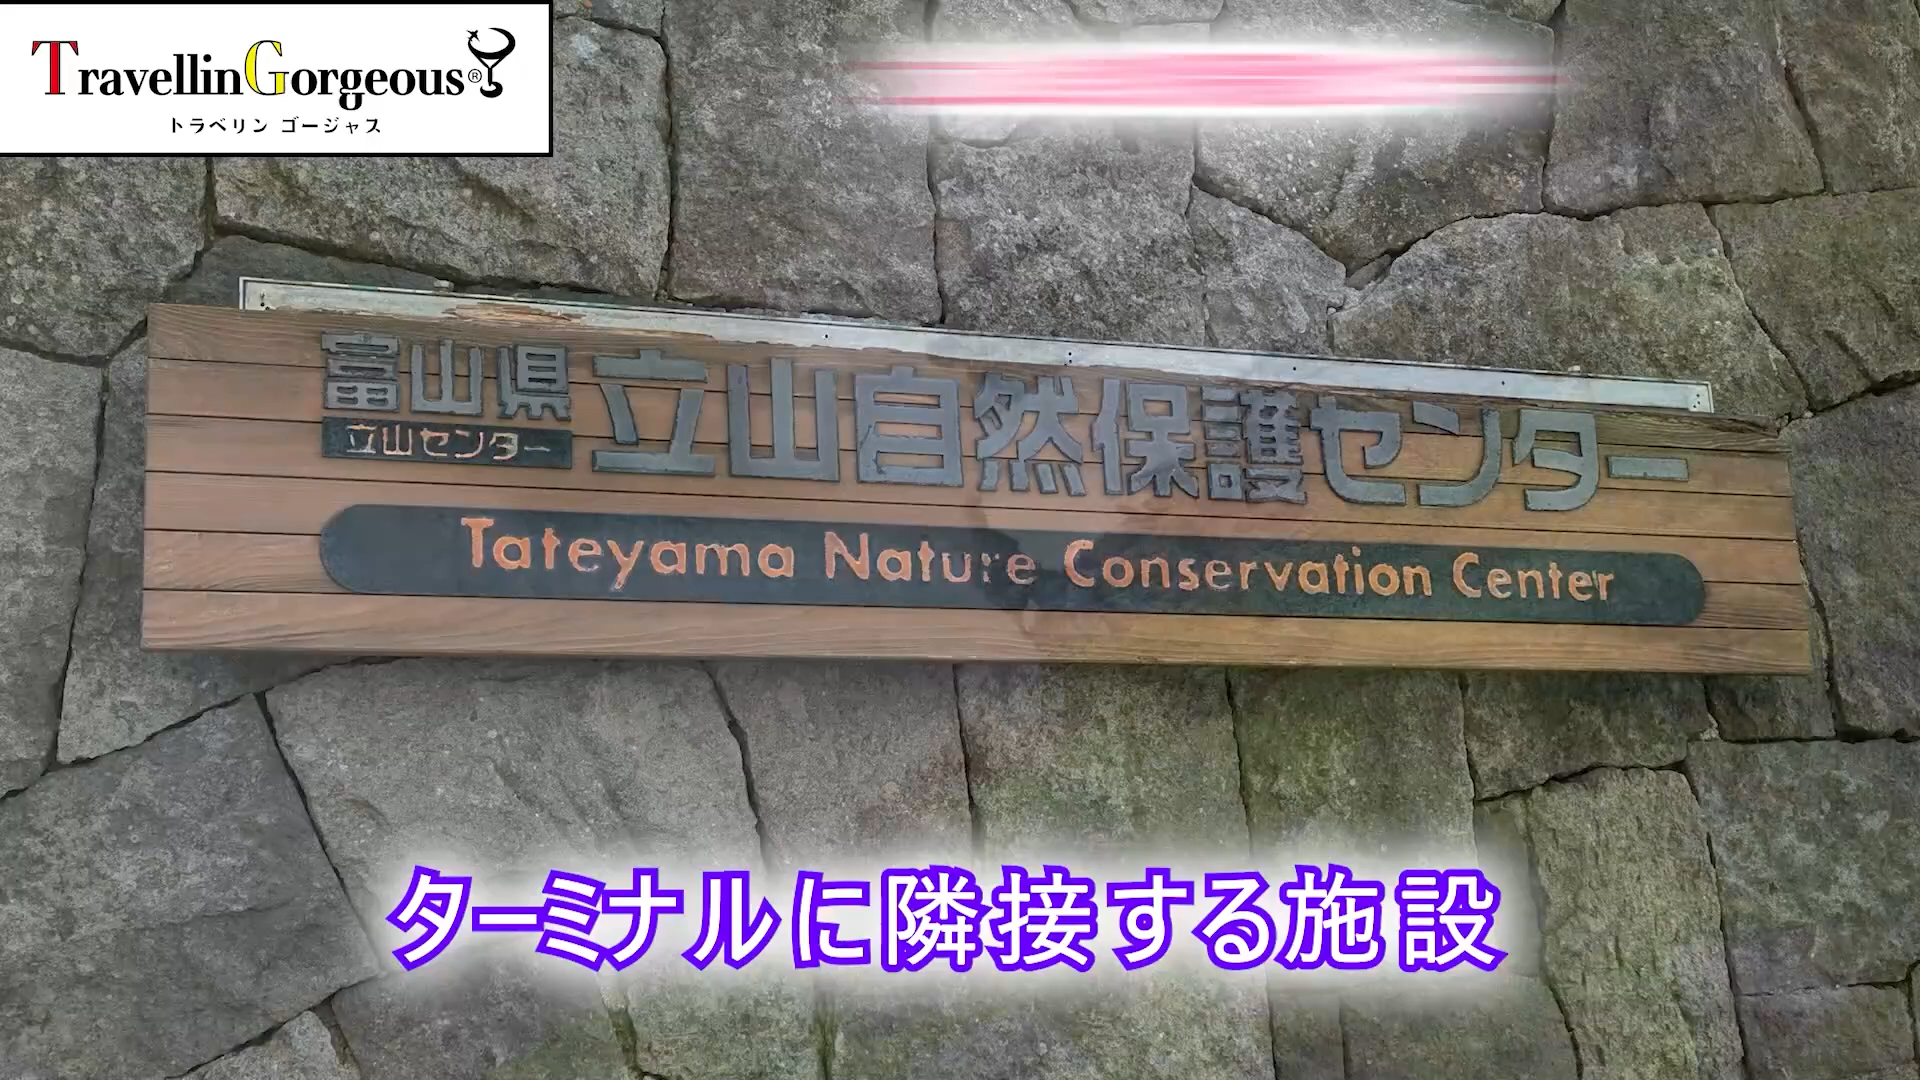 TravellinGorgeous®
トラベリン ゴージャス
富山県
立山センター
立山自然保護センター
Tateyama Nature Conservation Center
ターミナルに隣接する施設